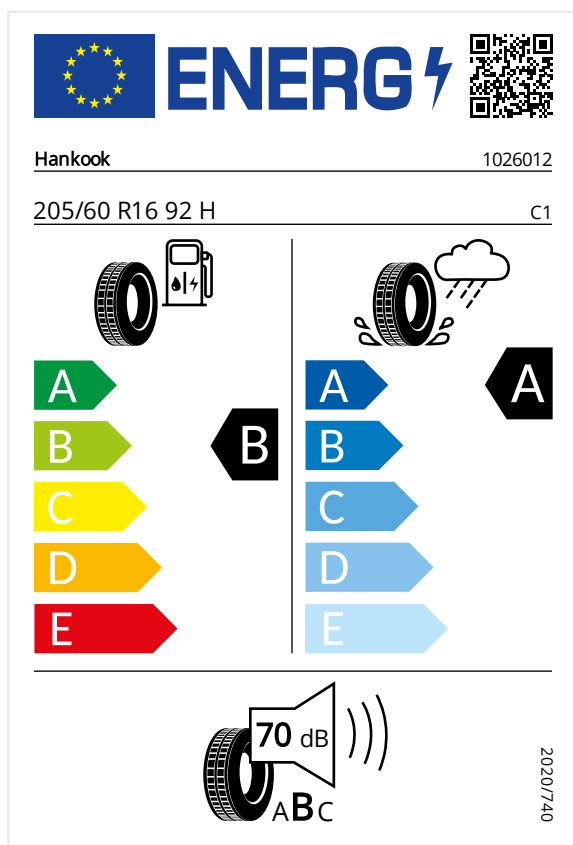 ENERG
Hankook 1026012
205/60 R16 92 H C1
A A A
B B B
C C
D D
E E
70 dB
ABC
2020/740